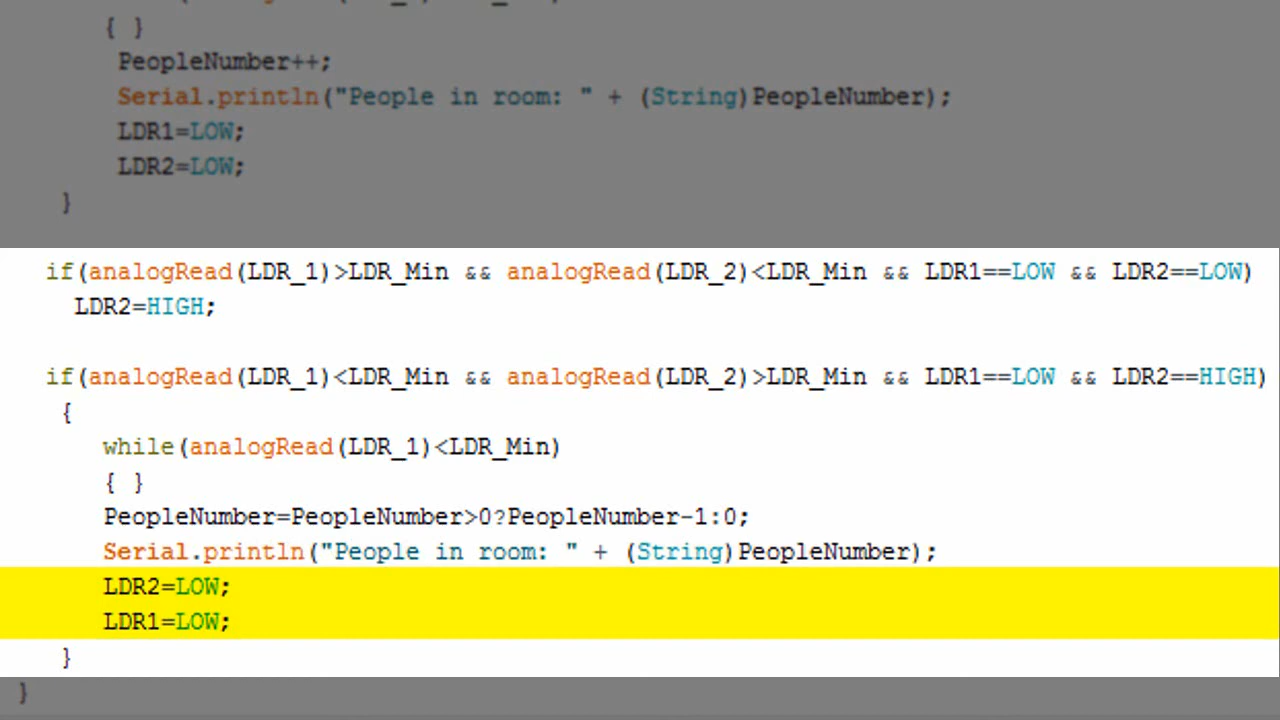 { }
PeopleNumber++;
Serial.println("People in room: " + (String)PeopleNumber);
LDR1=LOW;
LDR2=LOW;
}
if(analogRead(LDR_1)>LDR_Min && analogRead(LDR_2)<LDR_Min && LDR1==LOW && LDR2==LOW)
LDR2=HIGH;
if(analogRead(LDR_1)<LDR_Min && analogRead(LDR_2)>LDR_Min && LDR1==LOW && LDR2==HIGH)
{
while(analogRead(LDR_1)<LDR_Min)
{ }
PeopleNumber=PeopleNumber>0?PeopleNumber-1:0;
Serial.println("People in room: " + (String)PeopleNumber);
LDR2=LOW;
LDR1=LOW;
}
}